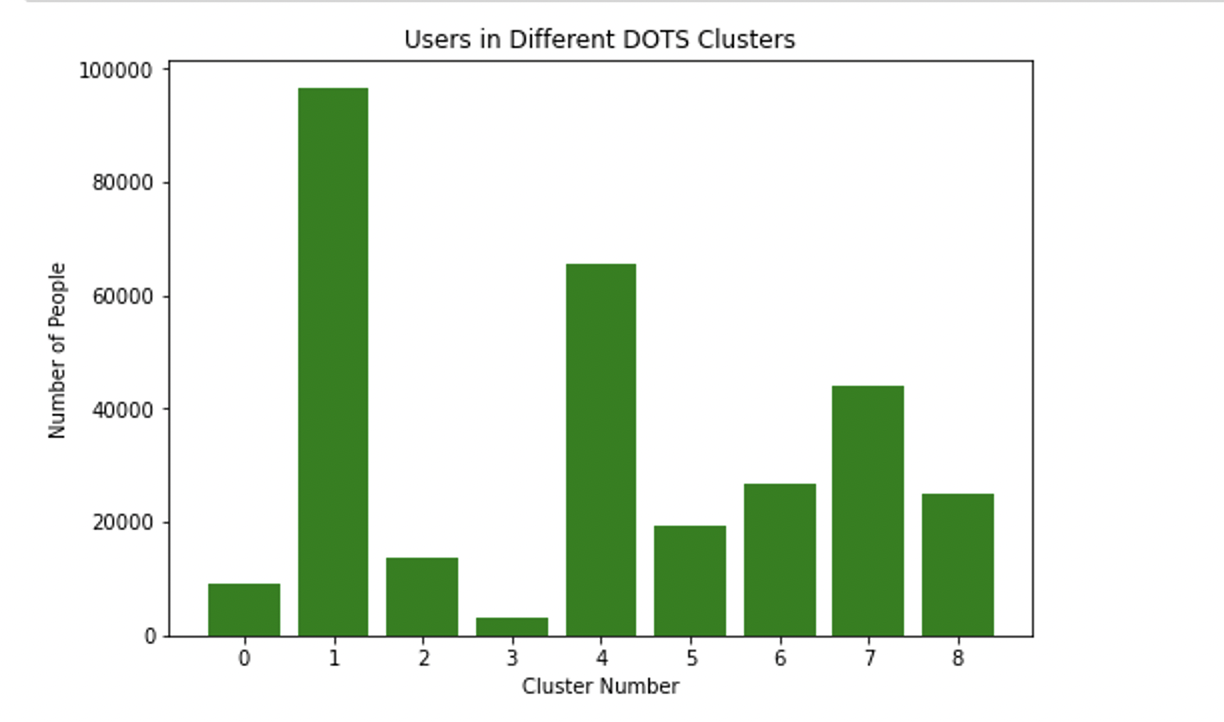 Users in Different DOTS Clusters
100000
80000
60000
40000
20000
0
Number of People
0 1 2 3 4 5 6 7 8
Cluster Number